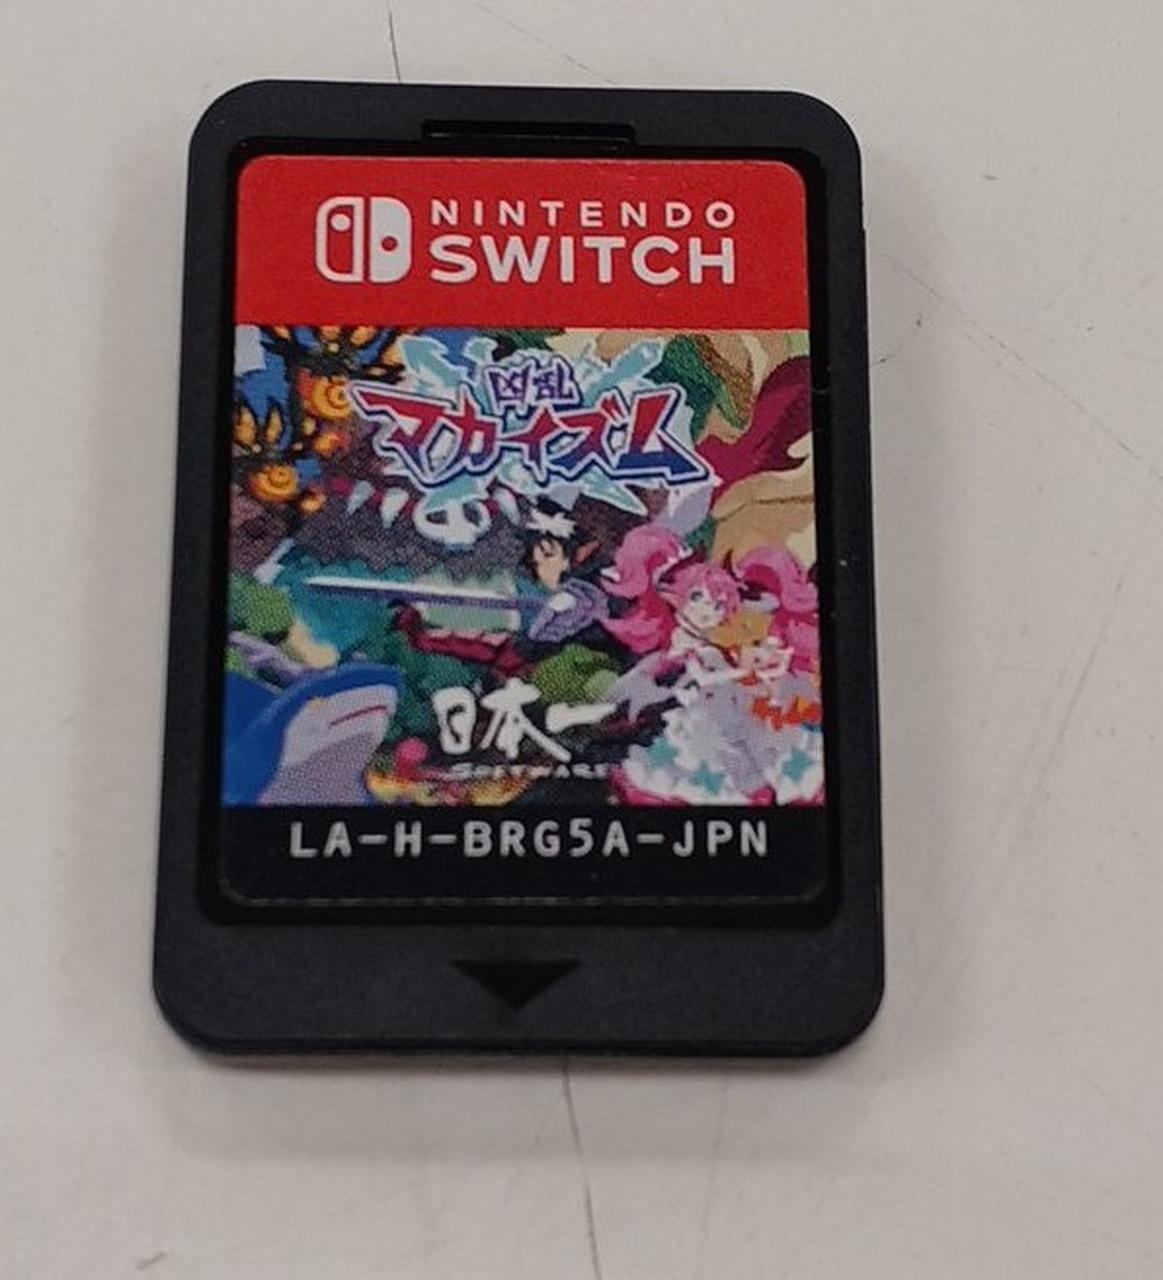 NINTENDO
SWITCH
凶乱
マカイズム
日本一
SOFTWARE
LA-H-BRG5A-JPN